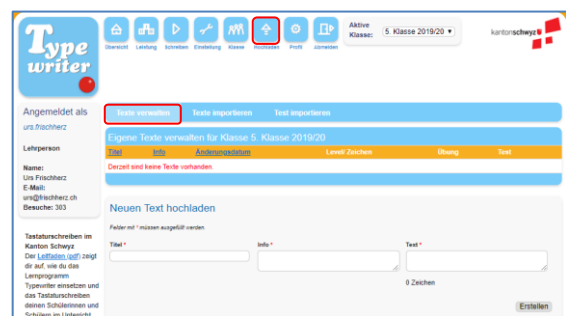 Type
writer
Übersicht Leistung Schreiben Einstellung Klasse Hochladen Profil Abmelden
Aktive
Klasse:
5. Klasse 2019/20
kantonschwyz
Angemeldet als
urs.frischherz
Lehrperson
Name:
Urs Frischherz
E-Mail:
urs@frischherz.ch
Besuche: 303
Tastaturschreiben im
Kanton Schwyz
Der Leitfaden (pdf) zeigt
dir auf, wie du das
Lernprogramm
Typewriter einsetzen und
das Tastaturschreiben
deinen Schülerinnen und
Schülern im Unterricht
Texte verwalten Texte importieren Test importieren
Eigene Texte verwalten für Klasse 5. Klasse 2019/20
Titel Info Änderungsdatum Level/ Zeichen Übung Test
Derzeit sind keine Texte vorhanden.
Neuen Text hochladen
Felder mit * müssen ausgefüllt werden.
Titel * Info * Text *
0 Zeichen
Erstellen